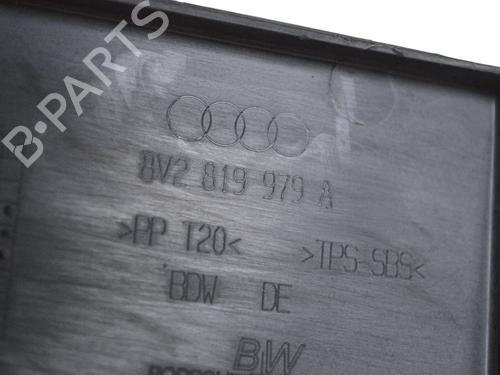 B-PARTS
8V2 819 979 A
>PP T20< >TPS-SBS<
BDW DE
BW